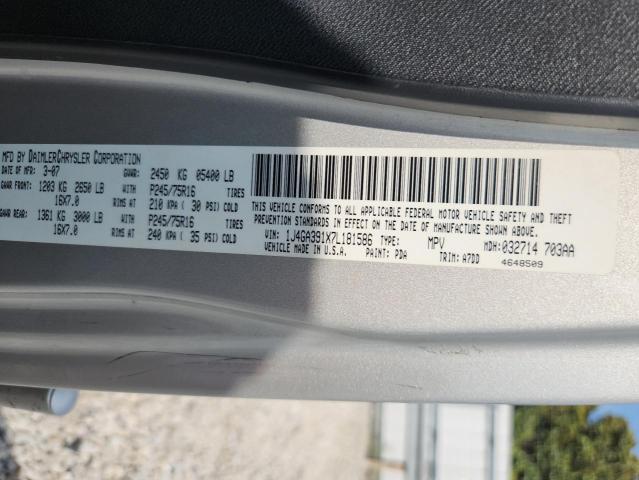 MFD BY DAIMLERCHRYSLER CORPORATION
DATE OF MFR: 3-07 GVWR: 2450 KG 05400 LB
GAWR FRONT: 1203 KG 2650 LB WITH P245/75R16 TIRES
16X7.0 RIMS AT 210 KPA ( 30 PSI) COLD
GAWR REAR: 1361 KG 3000 LB WITH P245/75R16 TIRES
16X7.0 RIMS AT 240 KPA ( 35 PSI) COLD
THIS VEHICLE CONFORMS TO ALL APPLICABLE FEDERAL MOTOR VEHICLE SAFETY AND THEFT
PREVENTION STANDARDS IN EFFECT ON THE DATE OF MANUFACTURE SHOWN ABOVE.
VIN: 1J4GA391X7L181586 TYPE: MPV MDH: 032714 703AA
VEHICLE MADE IN U.S.A. PAINT: PDA TRIM: A7DD 4648509